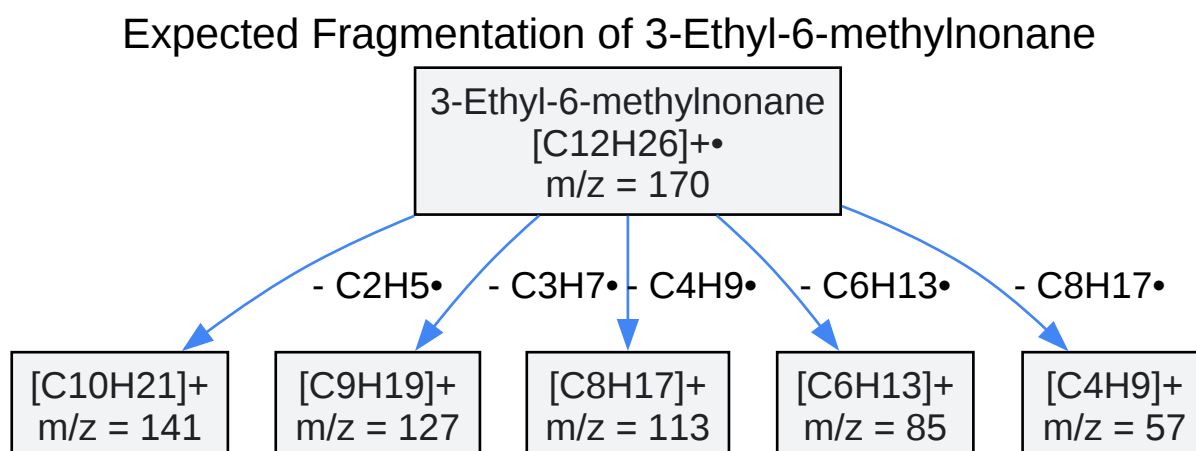 Expected Fragmentation of 3-Ethyl-6-methylnonane
3-Ethyl-6-methylnonane
[C12H26]+•
m/z = 170
- C2H5•
- C3H7•
- C4H9•
- C6H13•
- C8H17•
[C10H21]+
m/z = 141
[C9H19]+
m/z = 127
[C8H17]+
m/z = 113
[C6H13]+
m/z = 85
[C4H9]+
m/z = 57